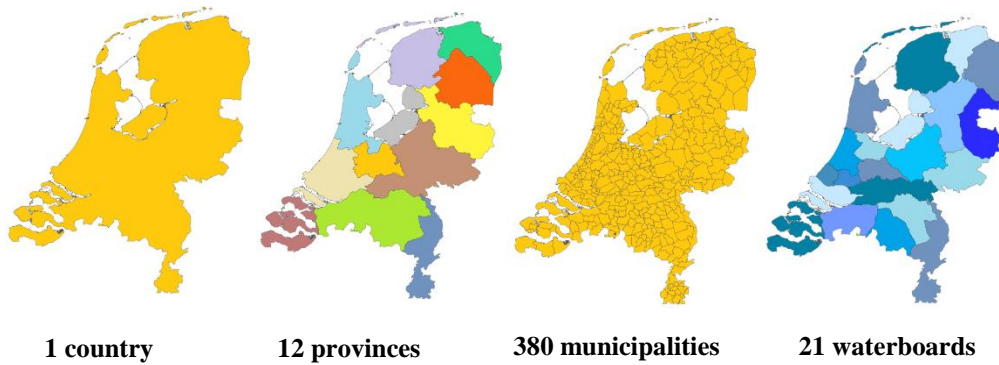 1 country
12 provinces
380 municipalities
21 waterboards